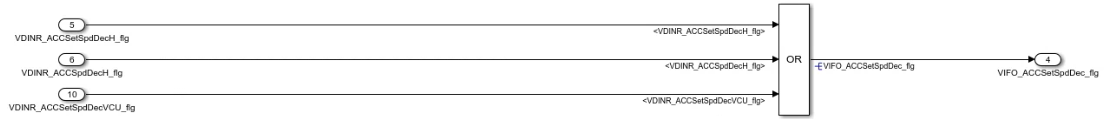 5
VDINR_ACCSetSpdDecH_flg
<VDINR_ACCSetSpdDecH_flg>
6
VDINR_ACCSpdDecH_flg
<VDINR_ACCSpdDecH_flg>
10
VDINR_ACCSetSpdDecVCU_flg
<VDINR_ACCSetSpdDecVCU_flg>
OR
VIFO_ACCSetSpdDec_flg
4
VIFO_ACCSetSpdDec_flg